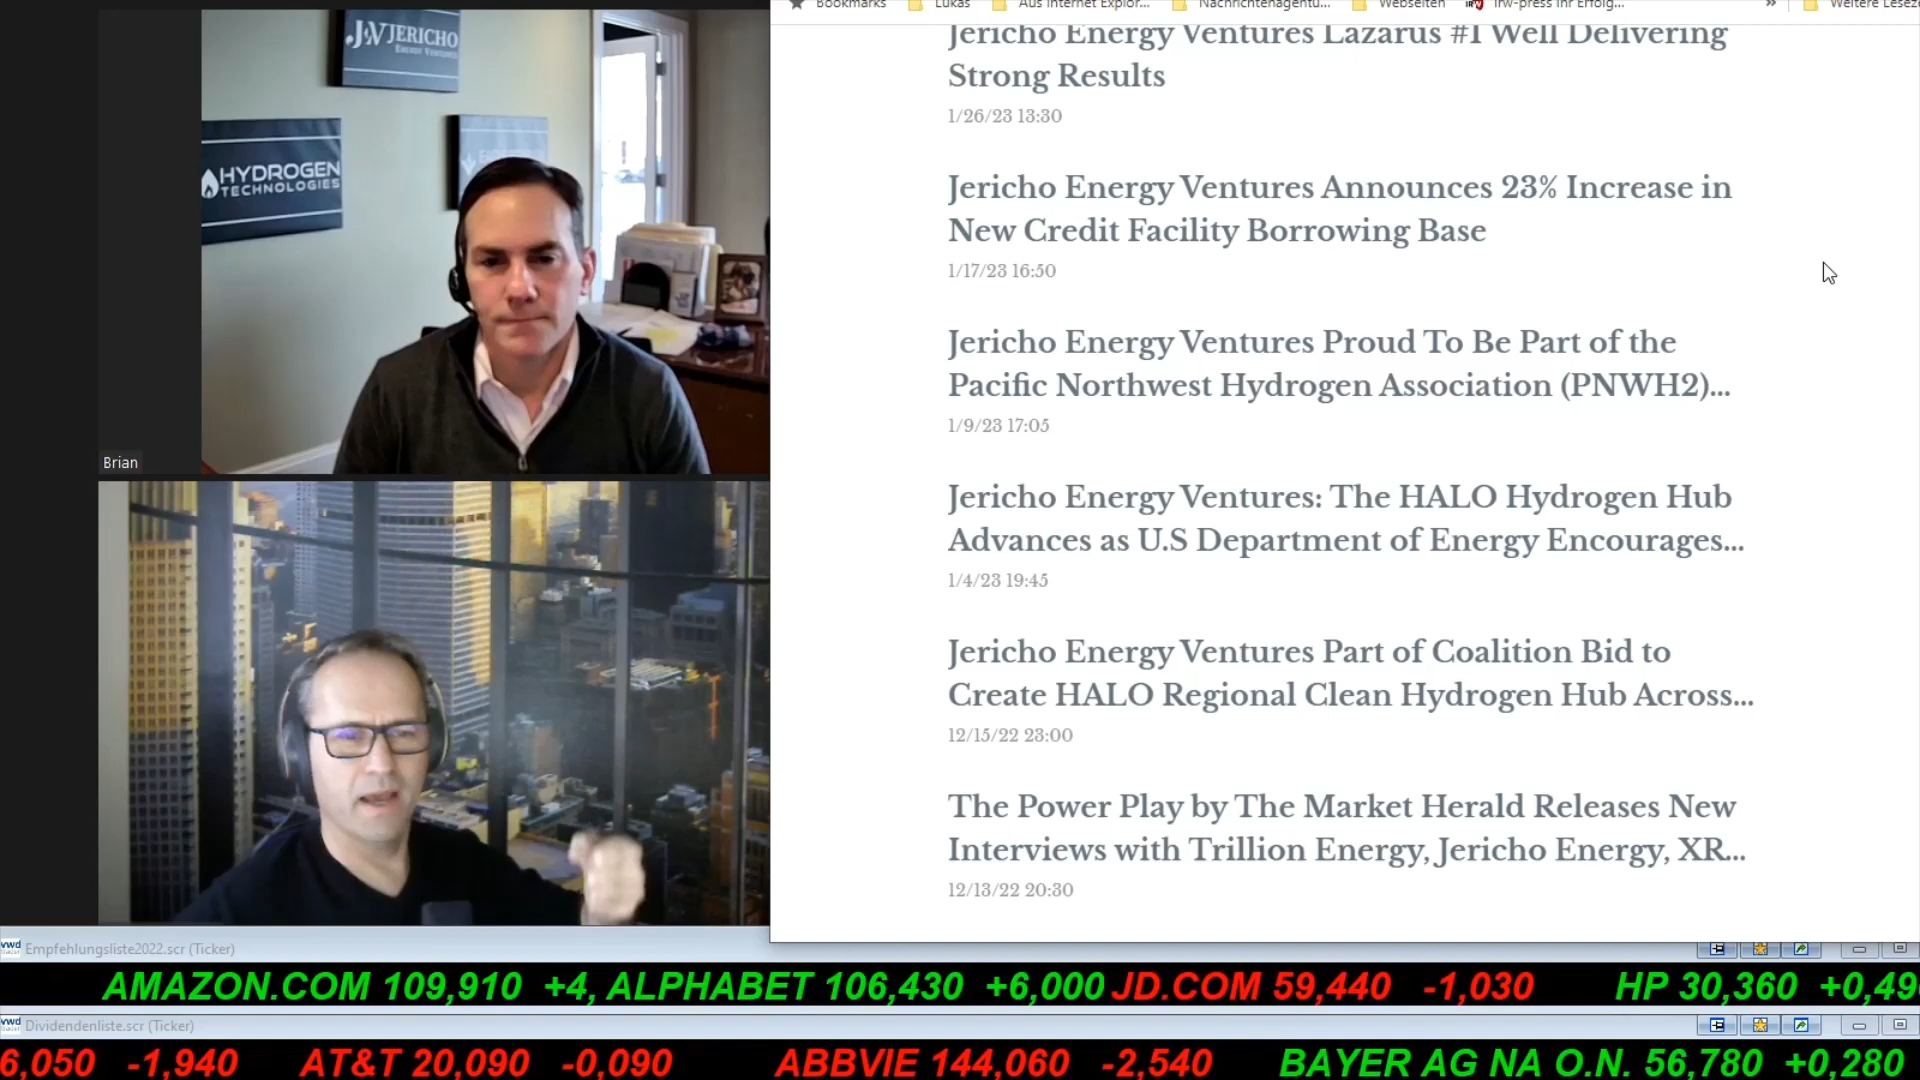 Bookmarks Lukas Aus Internet Explor... Nachrichtenagentu... Webseiten irw-press Ihr Erfolg... » Weitere Lesez
JERICHO
ENERGY VENTURES
HYDROGEN
TECHNOLOGIES
Brian
Jericho Energy Ventures Lazarus #1 Well Delivering
Strong Results
1/26/23 13:30
Jericho Energy Ventures Announces 23% Increase in
New Credit Facility Borrowing Base
1/17/23 16:50
Jericho Energy Ventures Proud To Be Part of the
Pacific Northwest Hydrogen Association (PNWH2)...
1/9/23 17:05
Jericho Energy Ventures: The HALO Hydrogen Hub
Advances as U.S Department of Energy Encourages...
1/4/23 19:45
Jericho Energy Ventures Part of Coalition Bid to
Create HALO Regional Clean Hydrogen Hub Across...
12/15/22 23:00
The Power Play by The Market Herald Releases New
Interviews with Trillion Energy, Jericho Energy, XR...
12/13/22 20:30
vwd Empfehlungsliste2022.scr (Ticker)
AMAZON.COM 109,910 +4, ALPHABET 106,430 +6,000 JD.COM 59,440 -1,030 HP 30,360 +0,49
vwd Dividendenliste.scr (Ticker)
6,050 -1,940 AT&T 20,090 -0,090 ABBVIE 144,060 -2,540 BAYER AG NA O.N. 56,780 +0,280